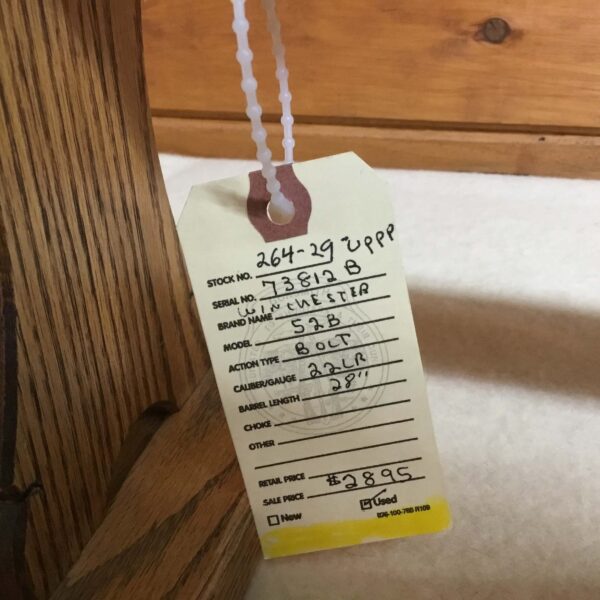 STOCK NO. 264-29 UPPP
SERIAL NO. 73812 B
BRAND NAME WINCHESTER
MODEL 52B
ACTION TYPE BOLT
CALIBER/GAUGE 22LR
BARREL LENGTH 28"
CHOKE
OTHER
RETAIL PRICE $2895
SALE PRICE
New Used